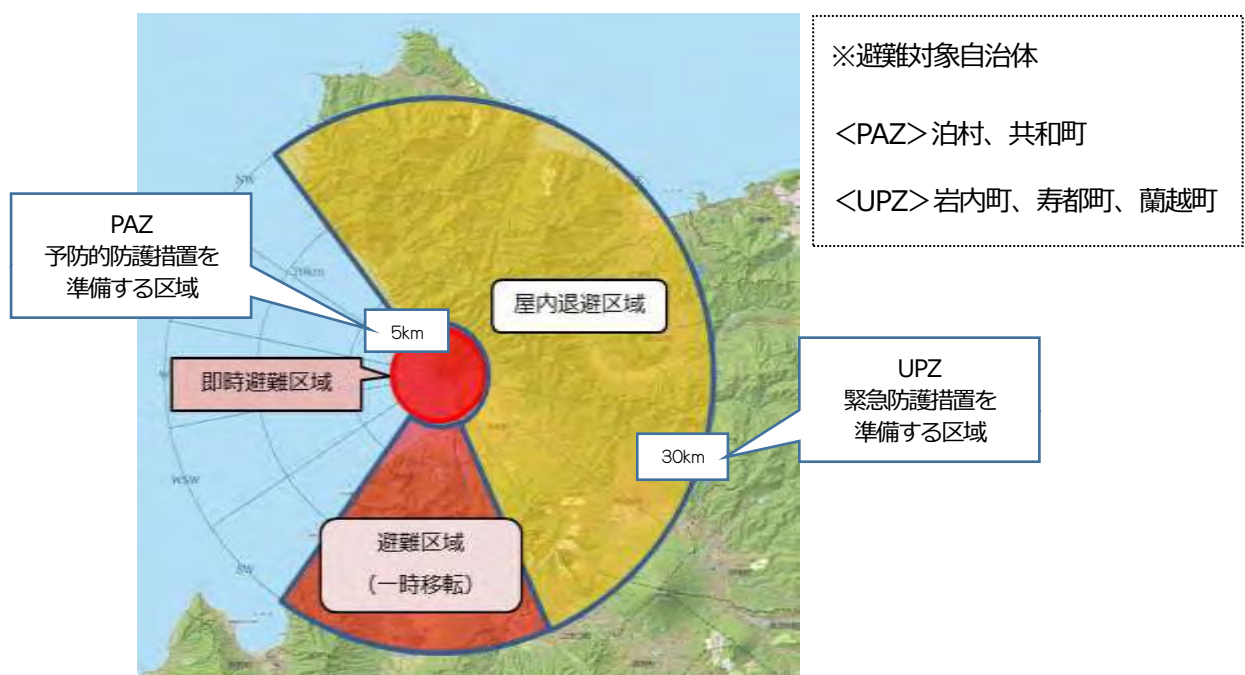 ※避難対象自治体
＜PAZ＞泊村、共和町
＜UPZ＞岩内町、寿都町、蘭越町
PAZ
予防的防護措置を
準備する区域
NW
5km
屋内退避区域
即時避難区域
UPZ
緊急防護措置を
準備する区域
30km
WSW
避難区域
（一時移転）
SW